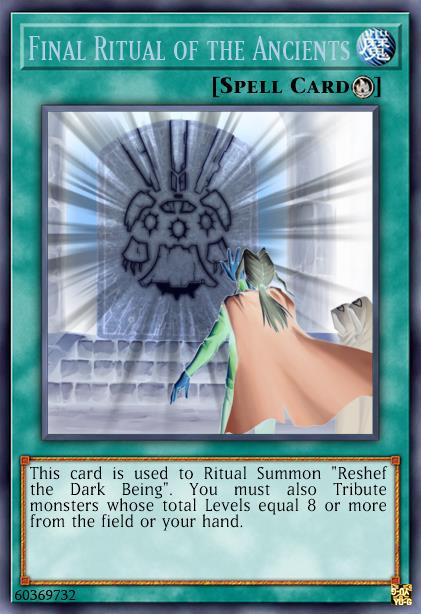 Final Ritual of the Ancients 魔
[Spell Card]
This card is used to Ritual Summon "Reshef
the Dark Being". You must also Tribute
monsters whose total Levels equal 8 or more
from the field or your hand.
60369732